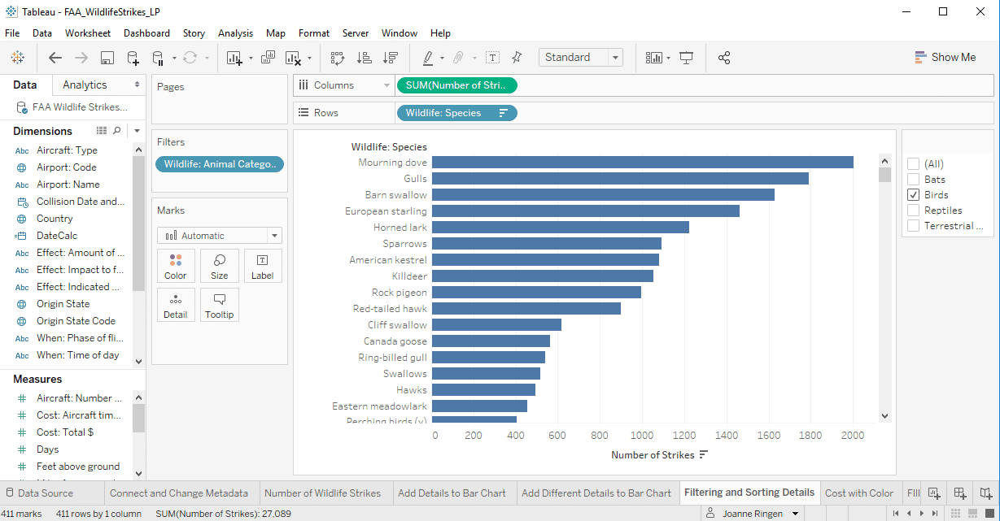 Tableau - FAA_WildlifeStrikes_LP
File Data Worksheet Dashboard Story Analysis Map Format Server Window Help
Standard
Show Me
Data Analytics
FAA Wildlife Strikes...
Dimensions
Abc Aircraft: Type
Airport: Code
Abc Airport: Name
Collision Date and...
Country
DateCalc
Abc Effect: Amount of ...
Abc Effect: Impact to f...
Abc Effect: Indicated ...
Origin State
Origin State Code
Abc When: Phase of fli...
Abc When: Time of day
Measures
# Aircraft: Number ...
# Cost: Aircraft tim...
# Cost: Total $
# Days
# Feet above ground
Pages
Filters
Wildlife: Animal Catego..
Marks
Automatic
Color Size Label
Detail Tooltip
Columns SUM(Number of Stri..
Rows Wildlife: Species
Wildlife: Species
Mourning dove
Gulls
Barn swallow
European starling
Horned lark
Sparrows
American kestrel
Killdeer
Rock pigeon
Red-tailed hawk
Cliff swallow
Canada goose
Ring-billed gull
Swallows
Hawks
Eastern meadowlark
Perching birds (y)
0 200 400 600 800 1000 1200 1400 1600 1800 2000
Number of Strikes
(All)
Bats
Birds
Reptiles
Terrestrial ...
Data Source Connect and Change Metadata Number of Wildlife Strikes Add Details to Bar Chart Add Different Details to Bar Chart Filtering and Sorting Details Cost with Color
411 marks 411 rows by 1 column SUM(Number of Strikes): 27,089 Joanne Ringen